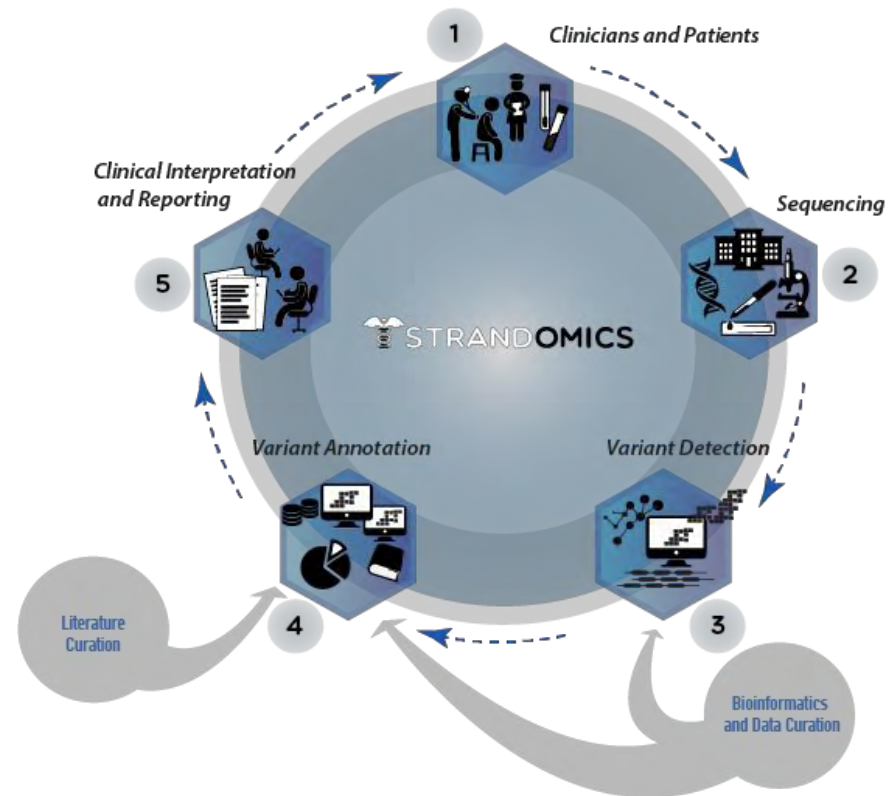 1
Clinicians and Patients
Clinical Interpretation
and Reporting
Sequencing
5
2
STRANDOMICS
Variant Annotation
Variant Detection
Literature
Curation
4
3
Bioinformatics
and Data Curation